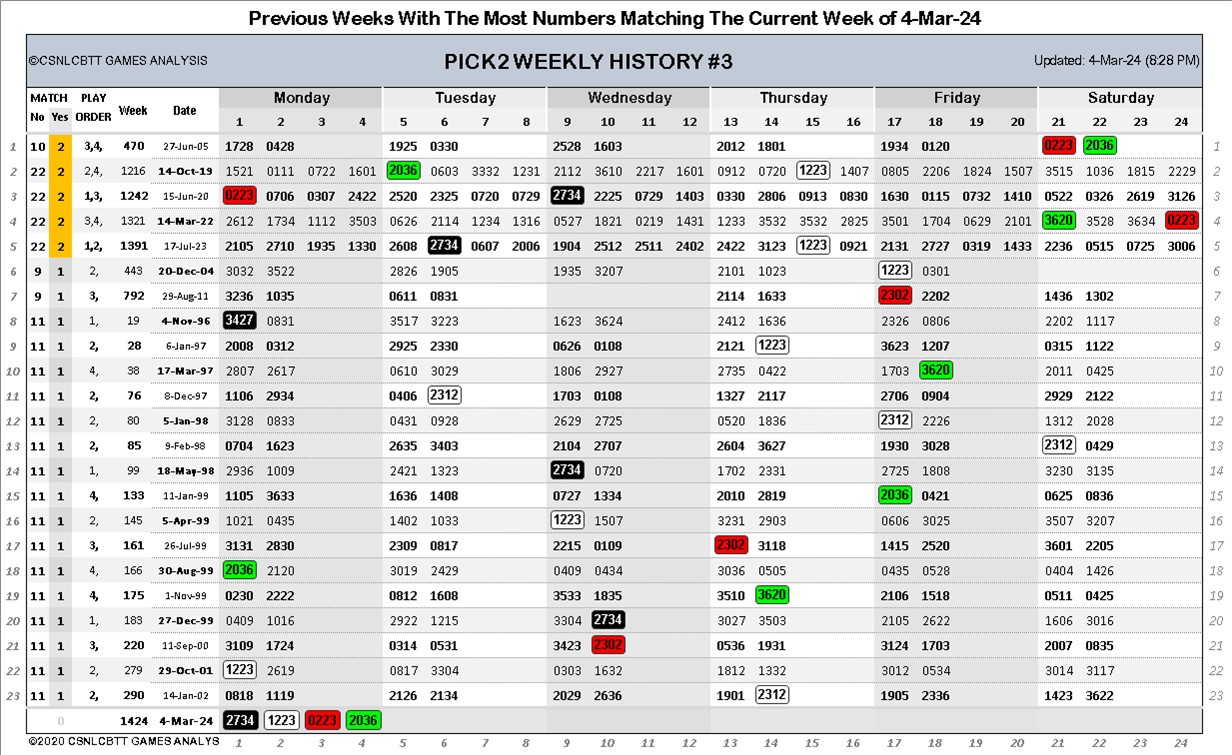 Previous Weeks With The Most Numbers Matching The Current Week of 4-Mar-24
©CSNLCBTT GAMES ANALYSIS PICK2 WEEKLY HISTORY #3 Updated: 4-Mar-24 (8:28 PM)
MATCH PLAY Week Date Monday Tuesday Wednesday Thursday Friday Saturday
No Yes ORDER 1 2 3 4 5 6 7 8 9 10 11 12 13 14 15 16 17 18 19 20 21 22 23 24
1 10 2 3,4, 470 27-Jun-05 1728 0428 1925 0330 2528 1603 2012 1801 1934 0120 0223 2036 1
2 22 2 2,4, 1216 14-Oct-19 1521 0111 0722 1601 2036 0603 3332 1231 2112 3610 2217 1601 0912 0720 1223 1407 0805 2206 1824 1507 3515 1036 1815 2229 2
3 22 2 1,3, 1242 15-Jun-20 0223 0706 0307 2422 2520 2325 0720 0729 2734 2225 0729 1403 0330 2806 0913 0830 1630 0115 0732 1410 0522 0326 2619 3126 3
4 22 2 3,4, 1321 14-Mar-22 2612 1734 1112 3503 0626 2114 1234 1316 0527 1821 0219 1431 1233 3532 3532 2825 3501 1704 0629 2101 3620 3528 3634 0223 4
5 22 2 1,2, 1391 17-Jul-23 2105 2710 1935 1330 2608 2734 0607 2006 1904 2512 2511 2402 2422 3123 1223 0921 2131 2727 0319 1433 2236 0515 0725 3006 5
6 9 1 2, 443 20-Dec-04 3032 3522 2826 1905 1935 3207 2101 1023 1223 0301 6
7 9 1 3, 792 29-Aug-11 3236 1035 0611 0831 2114 1633 2302 2202 1436 1302 7
8 11 1 1, 19 4-Nov-96 3427 0831 3517 3223 1623 3624 2412 1636 2326 0806 2202 1117 8
9 11 1 2, 28 6-Jan-97 2008 0312 2925 2330 0626 0108 2121 1223 3623 1207 0315 1122 9
10 11 1 4, 38 17-Mar-97 2807 2617 0610 3029 1806 2927 2735 0422 1703 3620 2011 0425 10
11 11 1 2, 76 8-Dec-97 1106 2934 0406 2312 1703 0108 1327 2117 2706 0904 2929 2122 11
12 11 1 2, 80 5-Jan-98 3128 0833 0431 0928 2629 2725 0520 1836 2312 2226 1312 2028 12
13 11 1 2, 85 9-Feb-98 0704 1623 2635 3403 2104 2707 2604 3627 1930 3028 2312 0429 13
14 11 1 1, 99 18-May-98 2936 1009 2421 1323 2734 0720 1702 2331 2725 1808 3230 3135 14
15 11 1 4, 133 11-Jan-99 1105 3633 1636 1408 0727 1334 2010 2819 2036 0421 0625 0836 15
16 11 1 2, 145 5-Apr-99 1021 0435 1402 1033 1223 1507 3231 2903 0606 3025 3507 3207 16
17 11 1 3, 161 26-Jul-99 3131 2830 2309 0817 2215 0109 2302 3118 1415 2520 3601 2205 17
18 11 1 4, 166 30-Aug-99 2036 2120 3019 2429 0409 0434 3036 0505 0435 0528 0404 1426 18
19 11 1 4, 175 1-Nov-99 0230 2222 0812 1608 3533 1835 3510 3620 2106 1518 0511 0425 19
20 11 1 1, 183 27-Dec-99 0409 1016 2922 1215 3304 2734 3027 3503 2105 2622 1606 3016 20
21 11 1 3, 220 11-Sep-00 3109 1724 0314 0531 3423 2302 0536 1931 3124 1703 2007 0835 21
22 11 1 2, 279 29-Oct-01 1223 2619 0817 3304 0303 1632 1812 1332 3012 0534 3014 3117 22
23 11 1 2, 290 14-Jan-02 0818 1119 2126 2134 2029 2636 1901 2312 1905 2336 1423 3622 23
0 1424 4-Mar-24 2734 1223 0223 2036
©2020 CSNLCBTT GAMES ANALYS 1 2 3 4 5 6 7 8 9 10 11 12 13 14 15 16 17 18 19 20 21 22 23 24